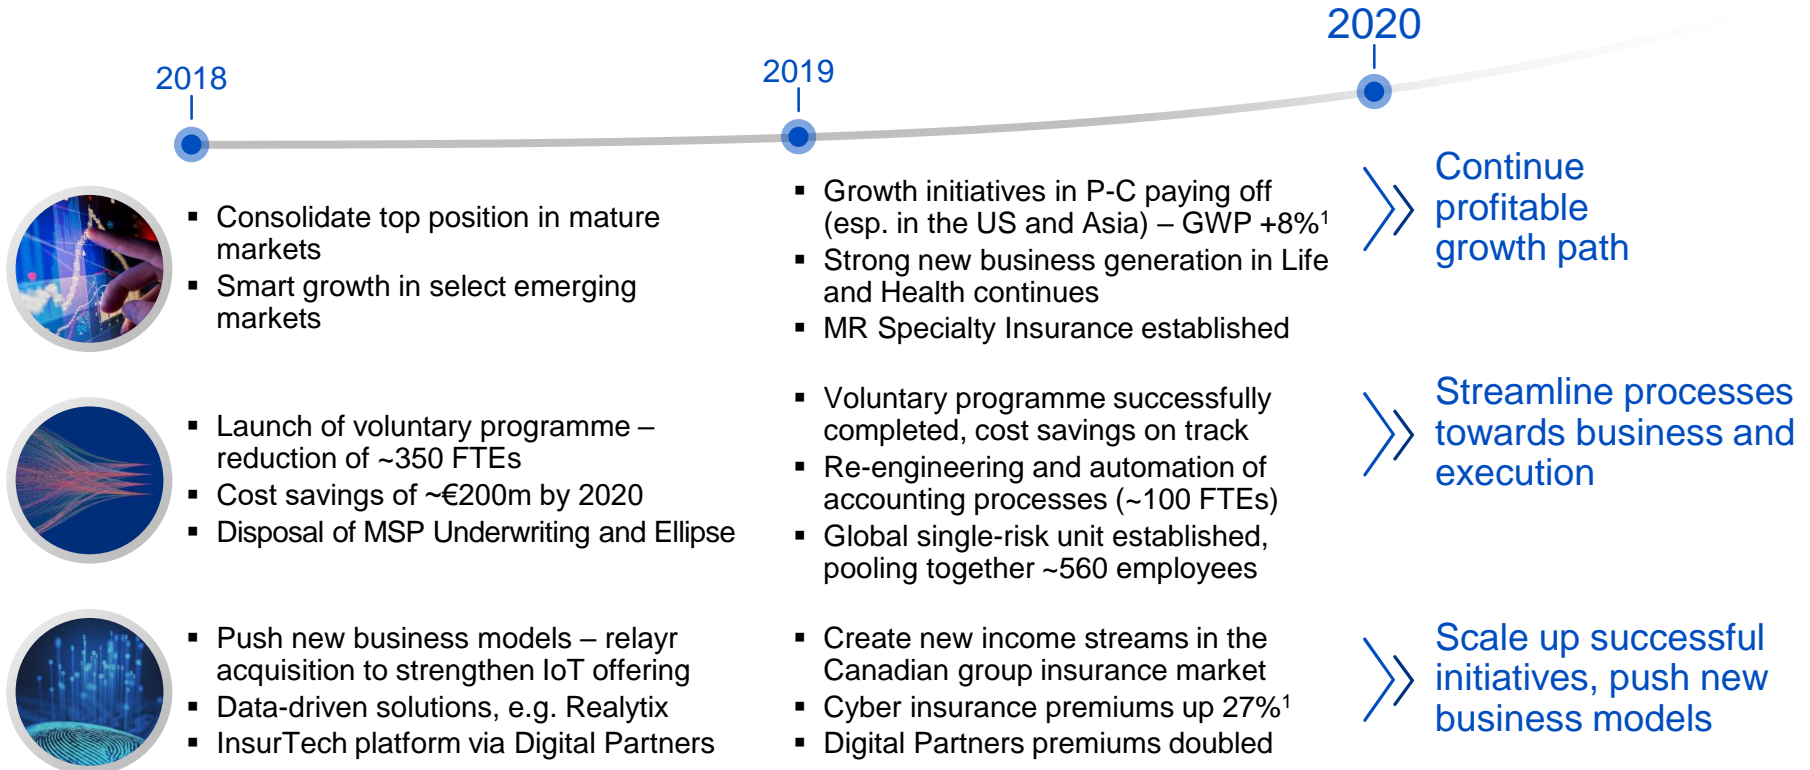 2018
2019
2020
▪ Consolidate top position in mature
markets
▪ Smart growth in select emerging
markets
▪ Growth initiatives in P-C paying off
(esp. in the US and Asia) – GWP +8%¹
▪ Strong new business generation in Life
and Health continues
▪ MR Specialty Insurance established
Continue
profitable
growth path
▪ Launch of voluntary programme –
reduction of ~350 FTEs
▪ Cost savings of ~€200m by 2020
▪ Disposal of MSP Underwriting and Ellipse
▪ Voluntary programme successfully
completed, cost savings on track
▪ Re-engineering and automation of
accounting processes (~100 FTEs)
▪ Global single-risk unit established,
pooling together ~560 employees
Streamline processes
towards business and
execution
▪ Push new business models – relayr
acquisition to strengthen IoT offering
▪ Data-driven solutions, e.g. Realytix
▪ InsurTech platform via Digital Partners
▪ Create new income streams in the
Canadian group insurance market
▪ Cyber insurance premiums up 27%¹
▪ Digital Partners premiums doubled
Scale up successful
initiatives, push new
business models